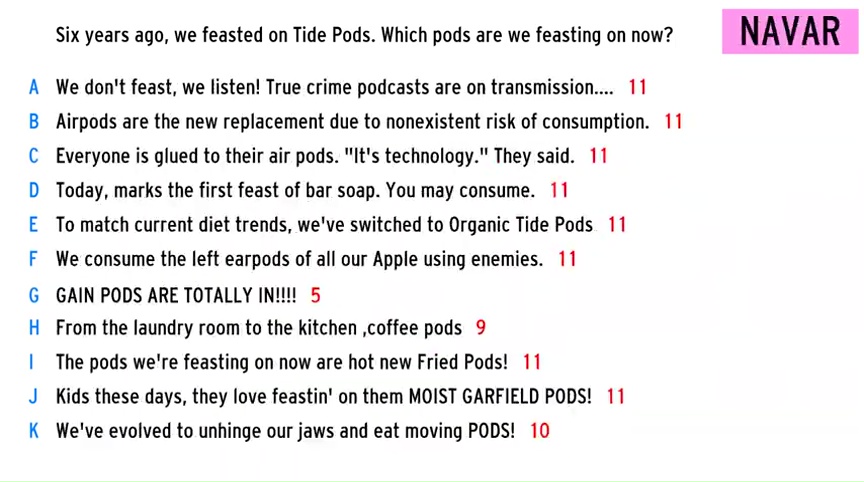 Six years ago, we feasted on Tide Pods. Which pods are we feasting on now?
NAVAR
A We don't feast, we listen! True crime podcasts are on transmission.... 11
B Airpods are the new replacement due to nonexistent risk of consumption. 11
C Everyone is glued to their air pods. "It's technology." They said. 11
D Today, marks the first feast of bar soap. You may consume. 11
E To match current diet trends, we've switched to Organic Tide Pods 11
F We consume the left earpods of all our Apple using enemies. 11
G GAIN PODS ARE TOTALLY IN!!!! 5
H From the laundry room to the kitchen ,coffee pods 9
I The pods we're feasting on now are hot new Fried Pods! 11
J Kids these days, they love feastin' on them MOIST GARFIELD PODS! 11
K We've evolved to unhinge our jaws and eat moving PODS! 10